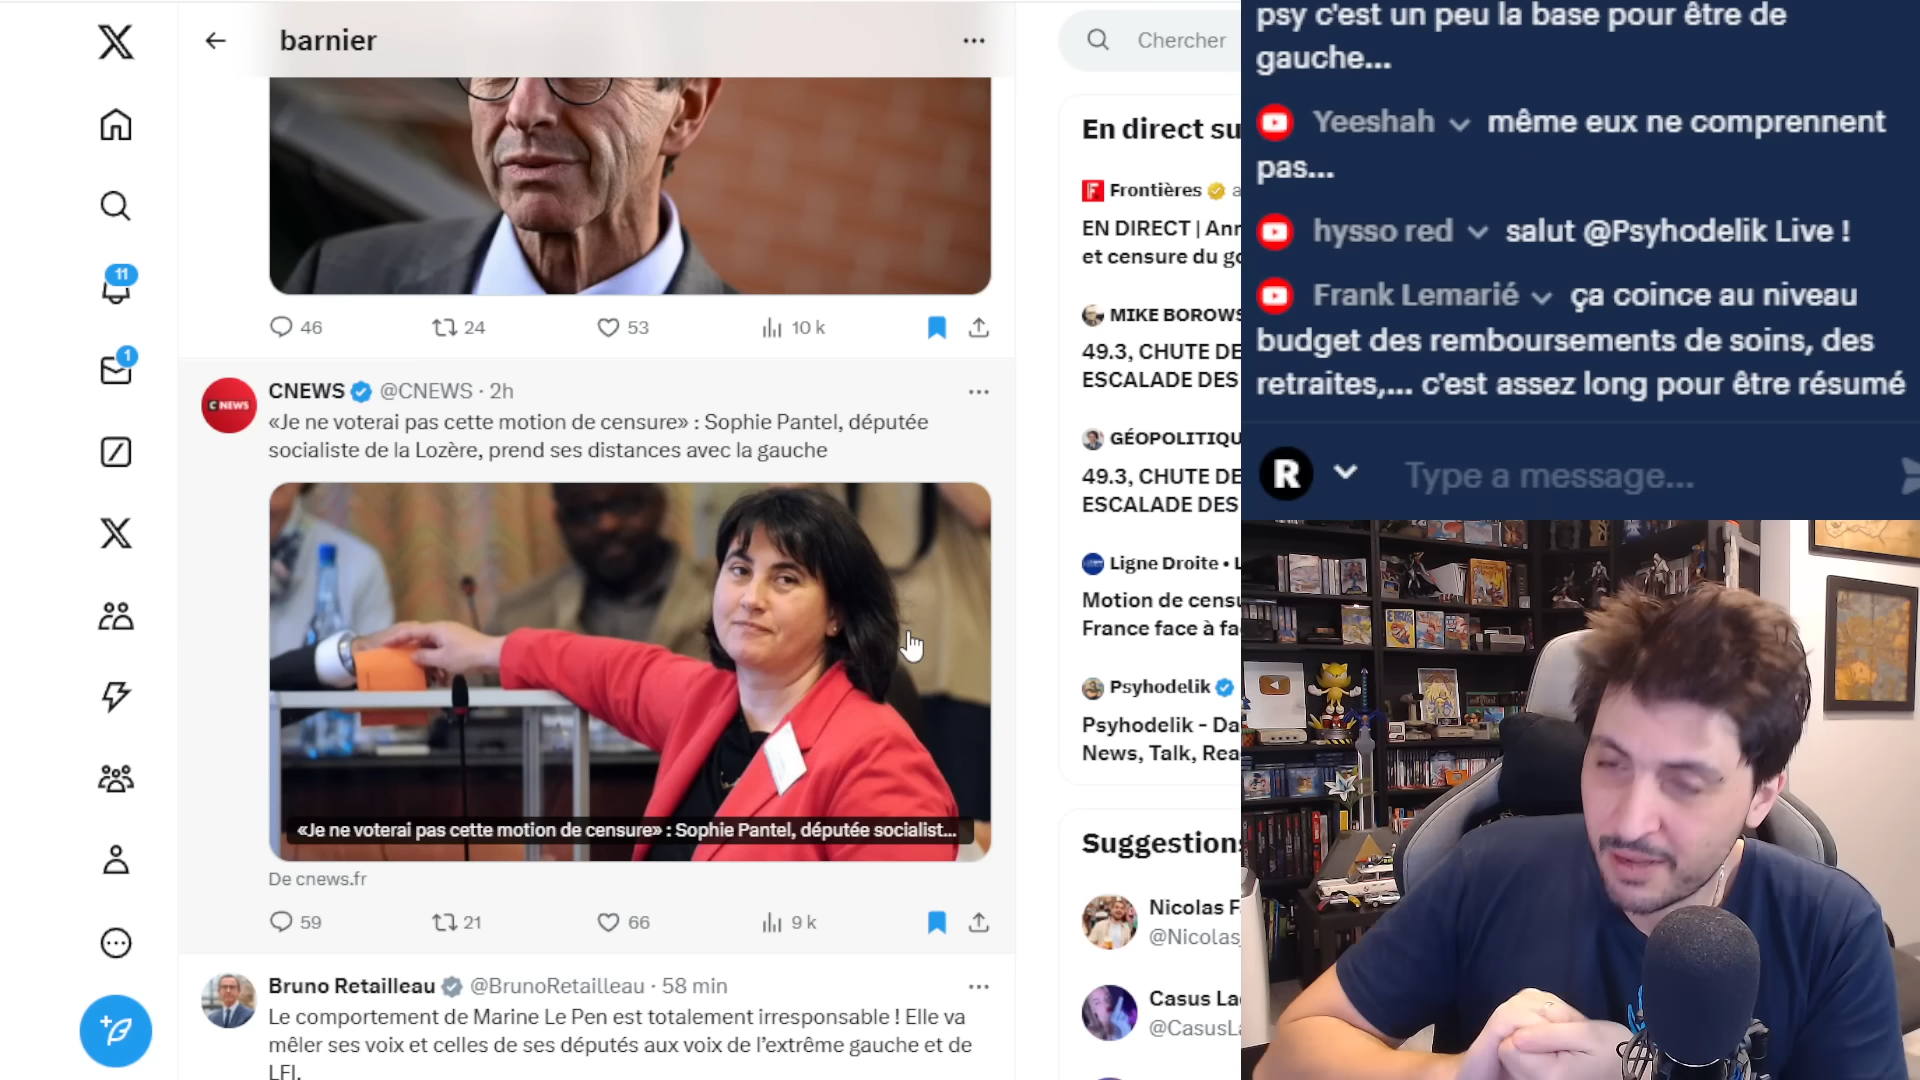 barnier
46
24
53
10 k
11
1
CNEWS @CNEWS · 2h
«Je ne voterai pas cette motion de censure» : Sophie Pantel, députée
socialiste de la Lozère, prend ses distances avec la gauche
CNEWS
«Je ne voterai pas cette motion de censure» : Sophie Pantel, députée socialist...
De cnews.fr
59
21
66
9 k
Bruno Retailleau @BrunoRetailleau · 58 min
Le comportement de Marine Le Pen est totalement irresponsable ! Elle va
mêler ses voix et celles de ses députés aux voix de l'extrême gauche et de
LFI.
Chercher
En direct su
Frontières a
EN DIRECT | Ann
et censure du go
MIKE BOROWS
49.3, CHUTE DE
ESCALADE DES
GÉOPOLITIQU
49.3, CHUTE DE
ESCALADE DES
Ligne Droite • L
Motion de censu
France face à fa
Psyhodelik
Psyhodelik - Da
News, Talk, Rea
Suggestions
Nicolas F
@Nicolas_
Casus La
@CasusLa
psy c'est un peu la base pour être de
gauche...
Yeeshah même eux ne comprennent
pas...
hysso red salut @Psyhodelik Live !
Frank Lemarié ça coince au niveau
budget des remboursements de soins, des
retraites,... c'est assez long pour être résumé
R
Type a message...